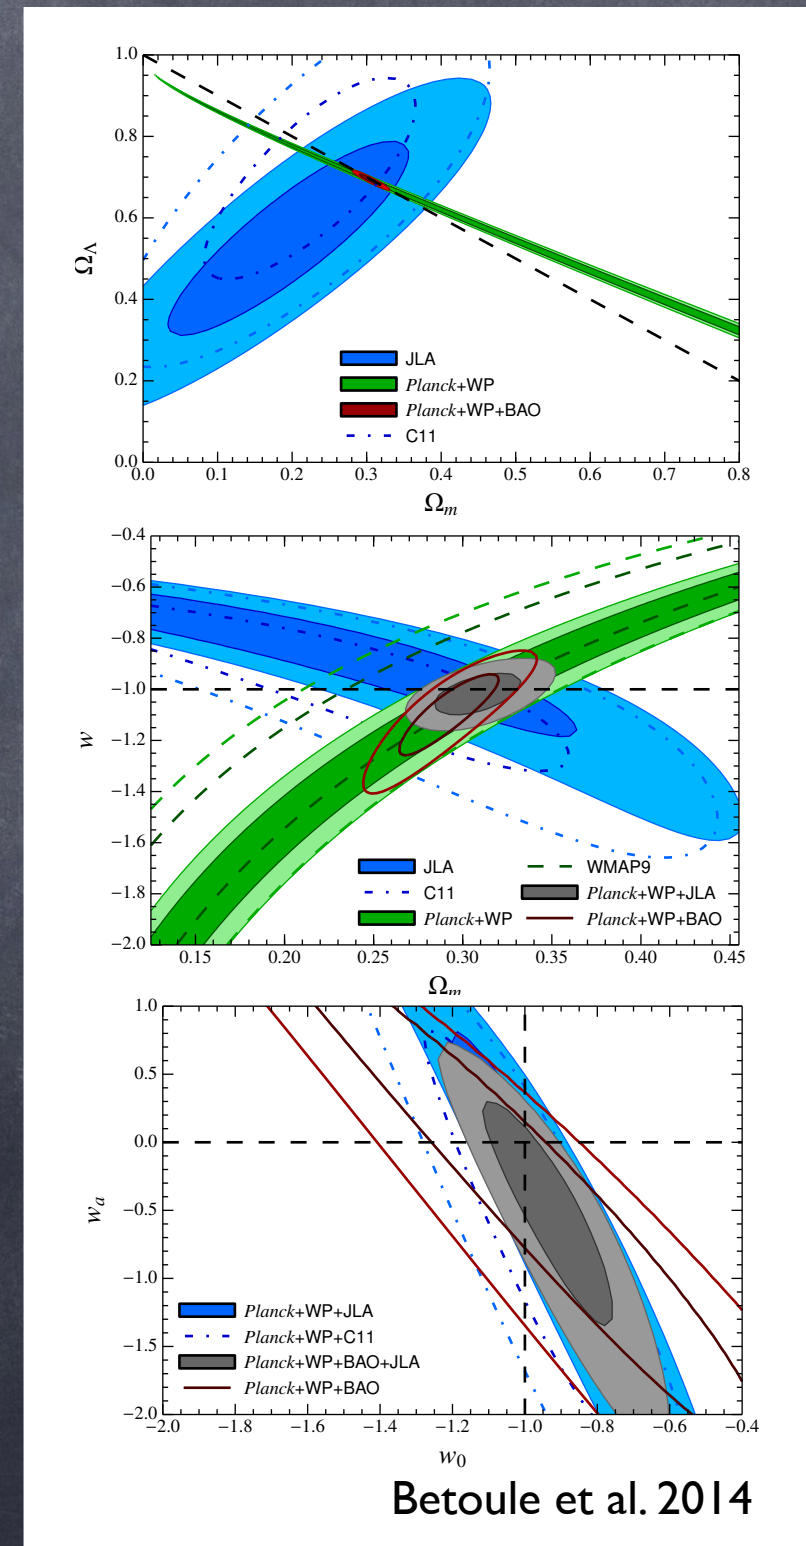 1.0
0.8
0.6
0.4
0.2
0.0
Ω_Λ
JLA
Planck+WP
Planck+WP+BAO
C11
0.0 0.1 0.2 0.3 0.4 0.5 0.6 0.7 0.8
Ω_m
−0.4
−0.6
−0.8
−1.0
−1.2
−1.4
−1.6
−1.8
−2.0
w
JLA
C11
Planck+WP
WMAP9
Planck+WP+JLA
Planck+WP+BAO
0.15 0.20 0.25 0.30 0.35 0.40 0.45
Ω_m
1.0
0.5
0.0
−0.5
−1.0
−1.5
−2.0
w_a
Planck+WP+JLA
Planck+WP+C11
Planck+WP+BAO+JLA
Planck+WP+BAO
−2.0 −1.8 −1.6 −1.4 −1.2 −1.0 −0.8 −0.6 −0.4
w_0
Betoule et al. 2014